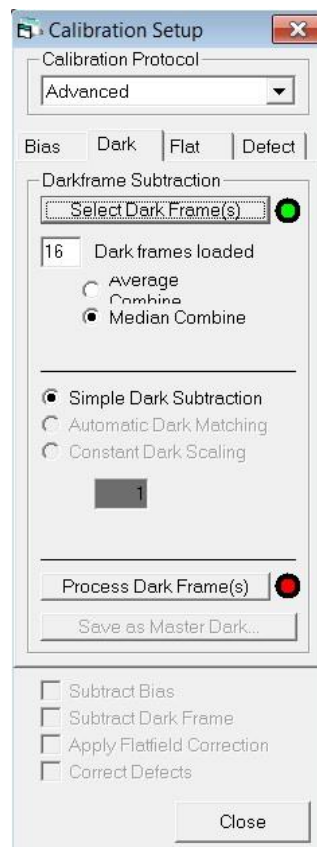 Calibration Setup
Calibration Protocol
Advanced
Bias Dark Flat Defect
Darkframe Subtraction
Select Dark Frame(s)
16 Dark frames loaded
Average
Combine
Median Combine
Simple Dark Subtraction
Automatic Dark Matching
Constant Dark Scaling
1
Process Dark Frame(s)
Save as Master Dark...
Subtract Bias
Subtract Dark Frame
Apply Flatfield Correction
Correct Defects
Close